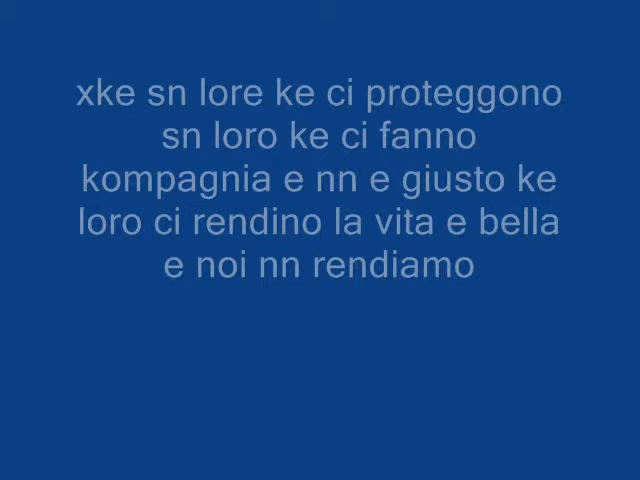 xke sn lore ke ci proteggono
sn loro ke ci fanno
kompagnia e nn e giusto ke
loro ci rendino la vita e bella
e noi nn rendiamo